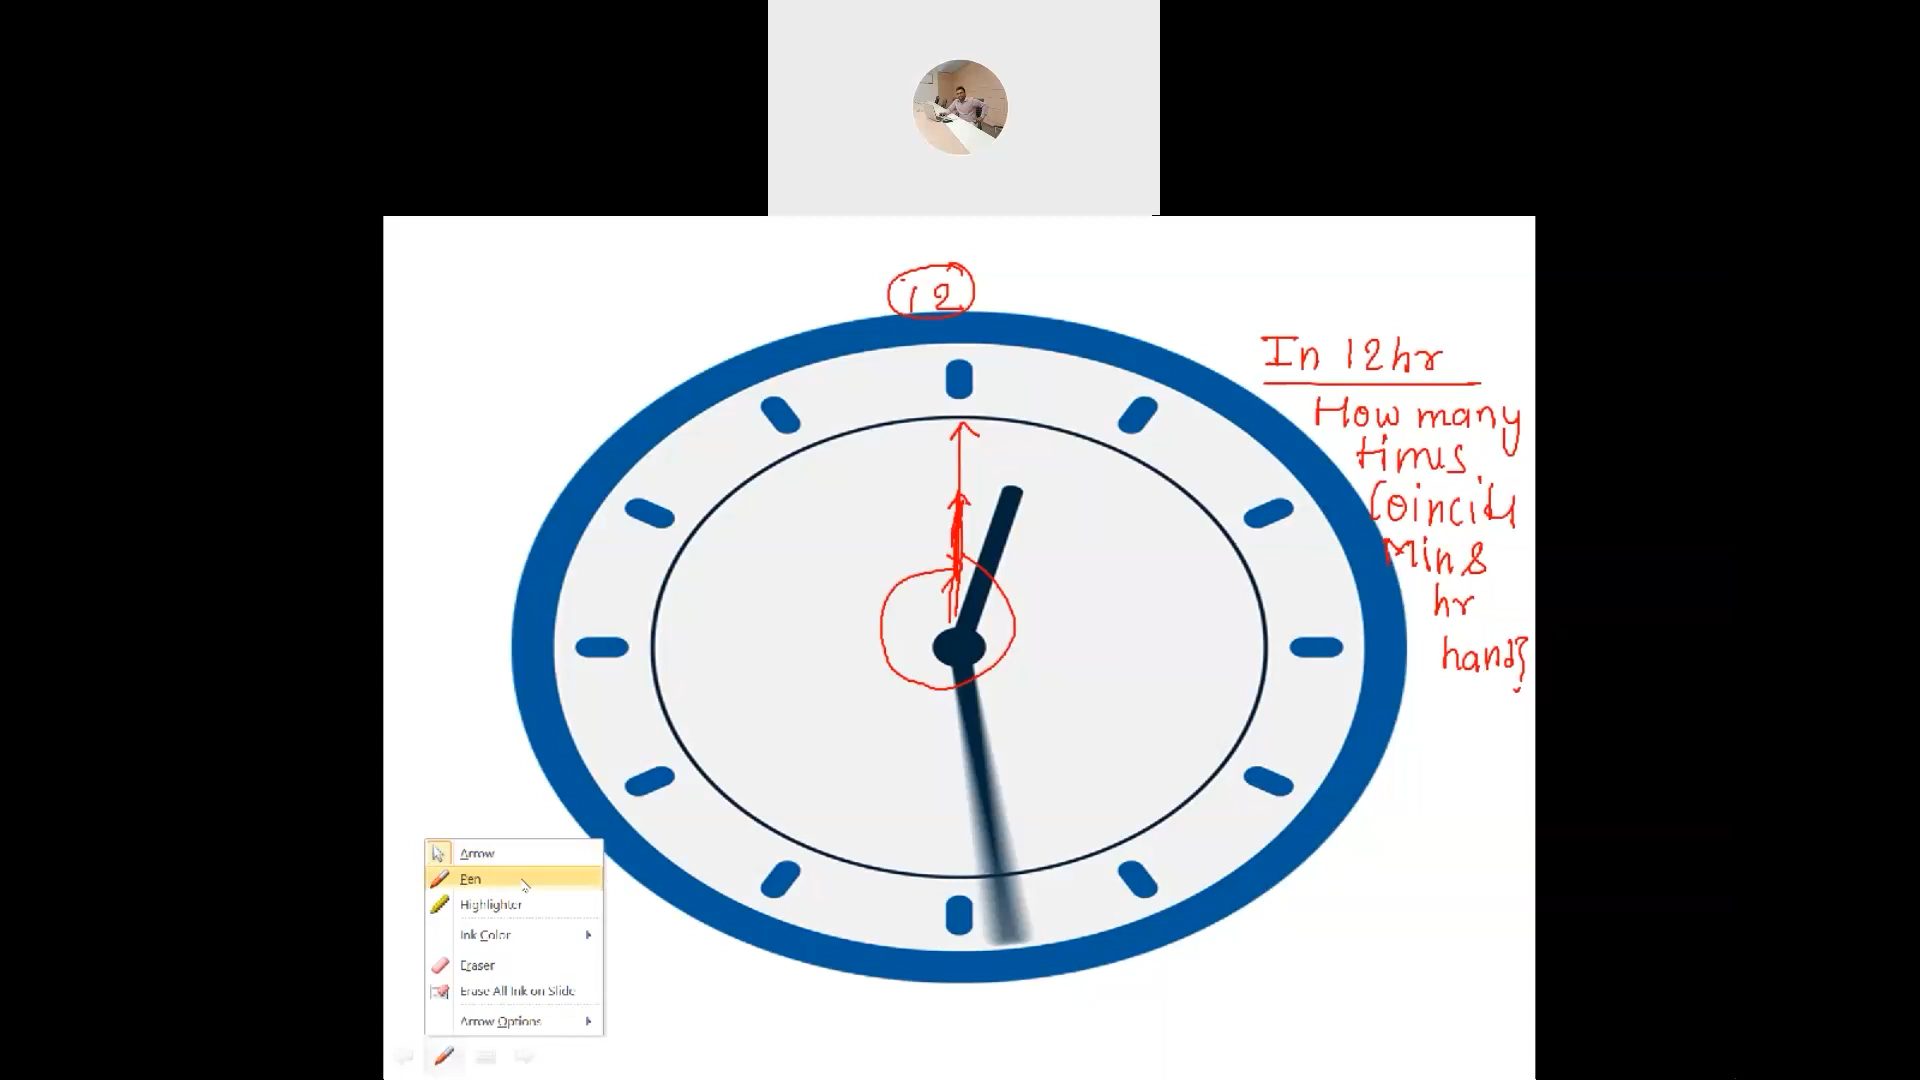 12
In 12hr
How many
times
Coincide
Min &
hr
hand?
Arrow
Pen
Highlighter
Ink Color
Eraser
Erase All Ink on Slide
Arrow Options